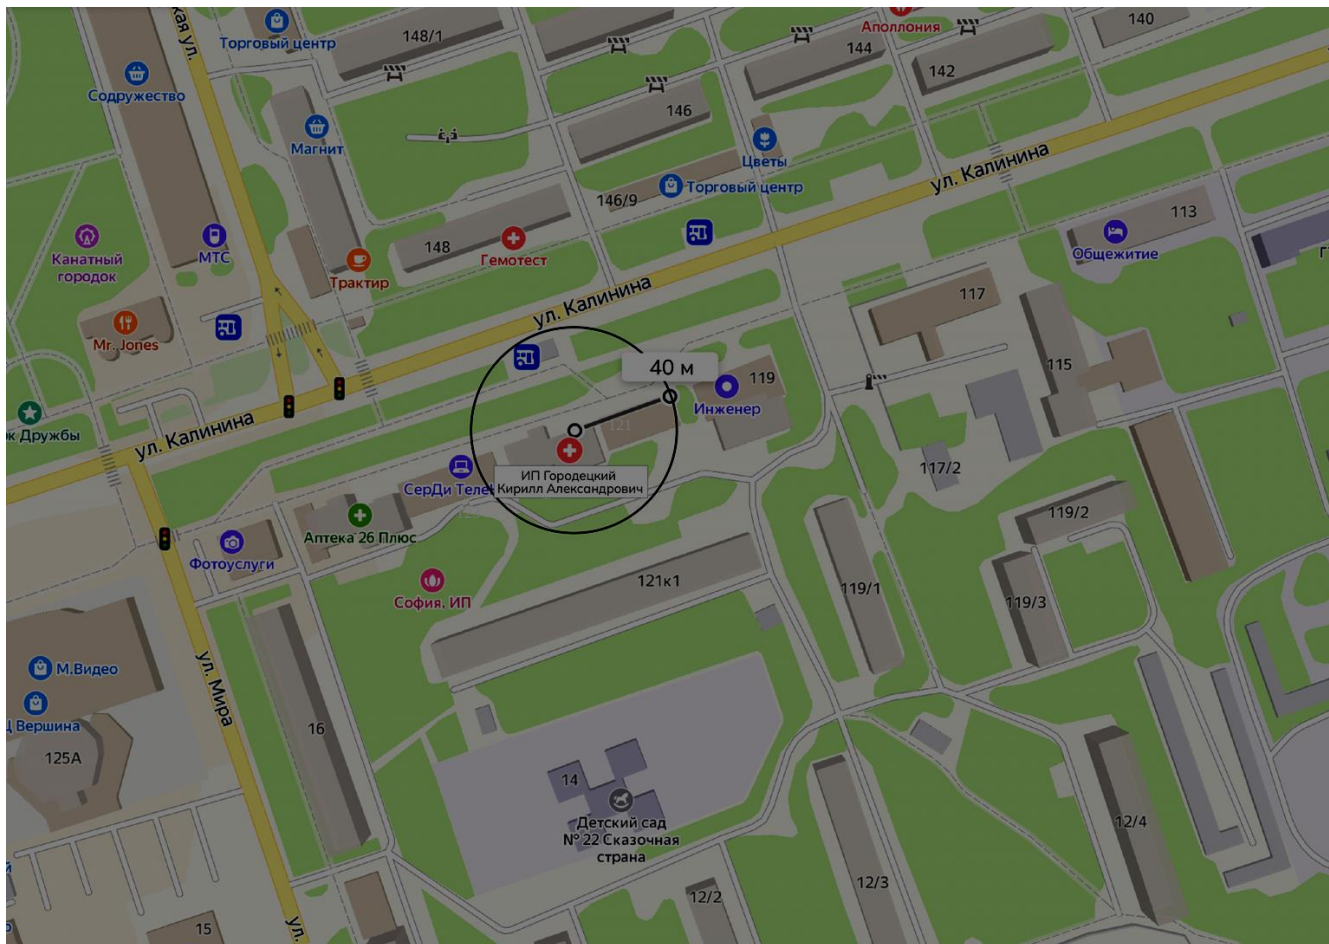 148/1
кая ул.
Торговый центр
Аполлония
140
144
142
Содружество
146
Магнит
Цветы
ул. Калинина
Торговый центр
146/9
113
Общежитие
148
Гемотест
МТС
Канатный
городок
Трактир
117
ул. Калинина
Mr. Jones
115
40 м
119
Инженер
к Дружбы
ул. Калинина
121
117/2
ИП Городецкий
Кирилл Александрович
СерДи Теле
119/2
Аптека 26 Плюс
Фотоуслуги
121к1
119/1
119/3
София. ИП
М.Видео
ул. Мира
Ц Вершина
16
125А
14
Детский сад
№ 22 Сказочная
страна
12/4
12/3
12/2
15
ул.